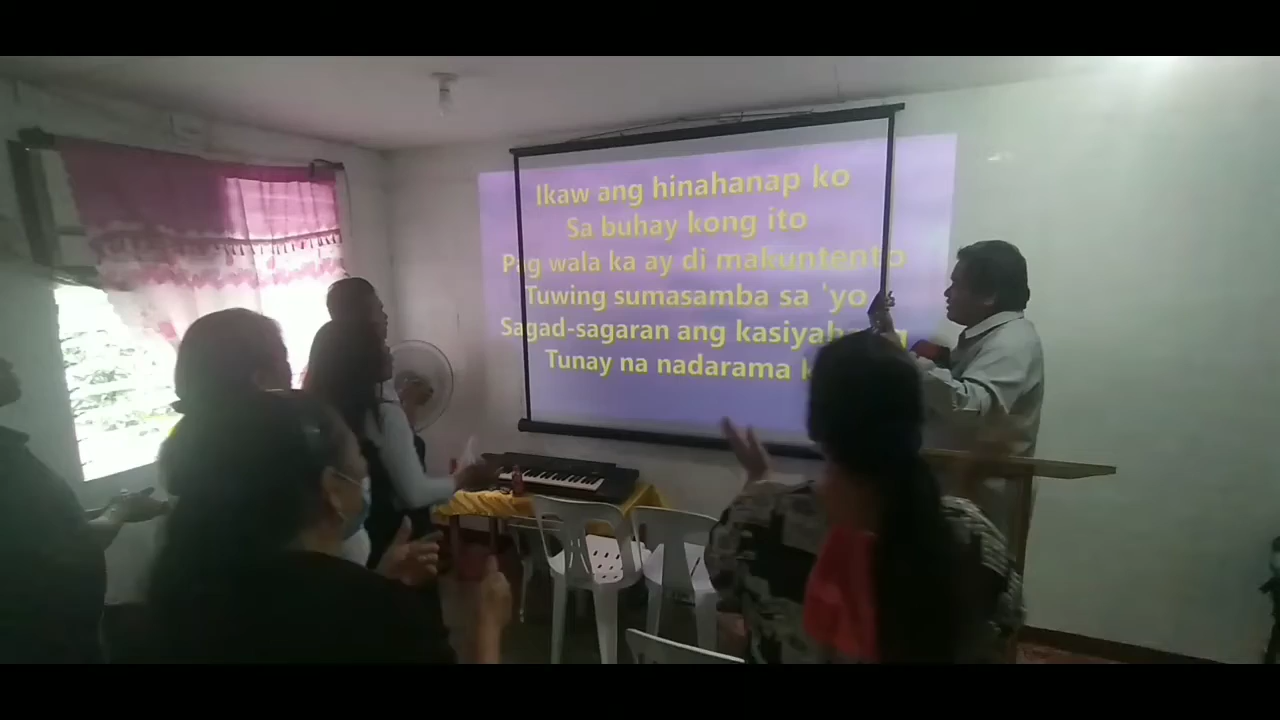 Ikaw ang hinahanap ko
Sa buhay kong ito
Pag wala ka ay di makuntento
Tuwing sumasamba sa 'yo
Sagad-sagaran ang
Tunay na nadarama